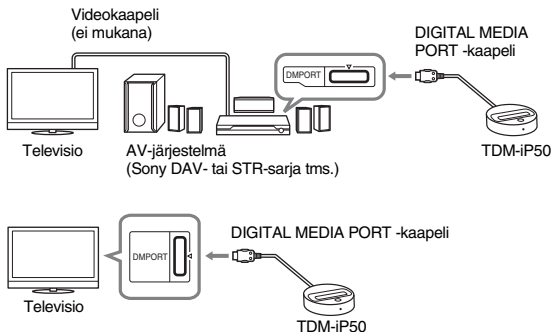 Videokaapeli
(ei mukana)
DIGITAL MEDIA
PORT -kaapeli
DMPORT
Televisio
AV-järjestelmä
(Sony DAV- tai STR-sarja tms.)
TDM-iP50
DIGITAL MEDIA PORT -kaapeli
DMPORT
Televisio
TDM-iP50